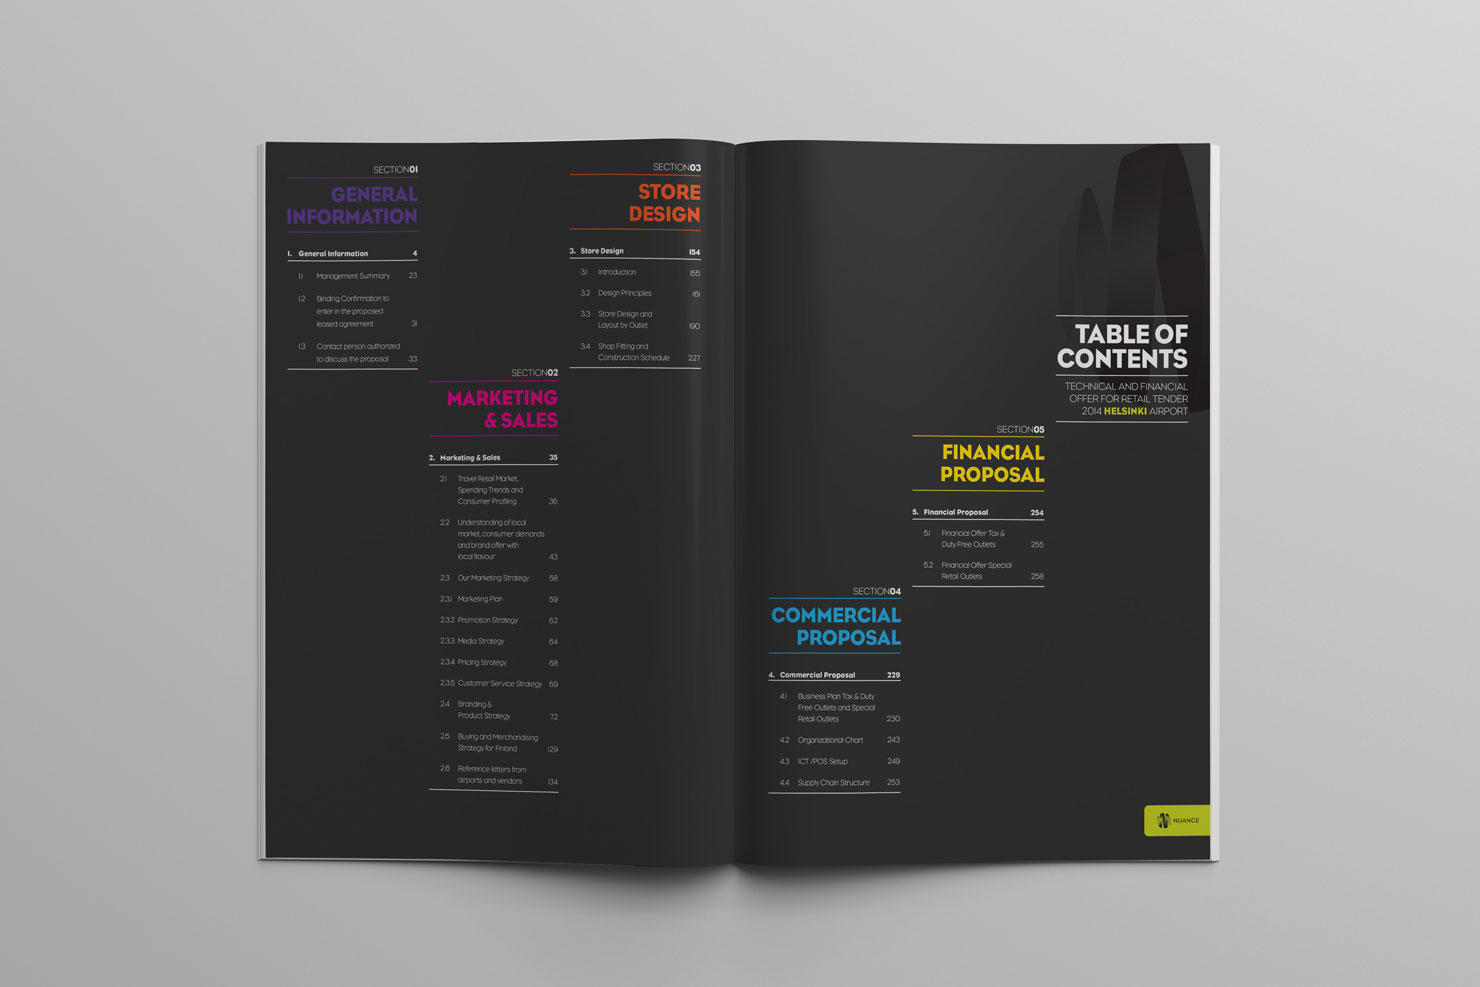 SECTION01
GENERAL
INFORMATION
1. General Information 4
1.1 Management Summary 23
1.2 Binding Confirmation to
enter in the proposed
leased agreement 31
1.3 Contact person authorized
to discuss the proposal 33
SECTION02
MARKETING
& SALES
2. Marketing & Sales 35
2.1 Travel Retail Market,
Spending Trends and
Consumer Profiling 36
2.2 Understanding of local
market, consumer demands
and brand offer with
local flavour 43
2.3 Our Marketing Strategy 58
2.3.1 Marketing Plan 59
2.3.2 Promotion Strategy 62
2.3.3 Media Strategy 64
2.3.4 Pricing Strategy 68
2.3.5 Customer Service Strategy 69
2.4 Branding &
Product Strategy 72
2.5 Buying and Merchandising
Strategy for Finland 129
2.6 Reference letters from
airports and vendors 134
SECTION03
STORE
DESIGN
3. Store Design 154
3.1 Introduction 155
3.2 Design Principles 161
3.3 Store Design and
Layout by Outlet 190
3.4 Shop Fitting and
Construction Schedule 227
SECTION04
COMMERCIAL
PROPOSAL
4. Commercial Proposal 229
4.1 Business Plan Tax & Duty
Free Outlets and Special
Retail Outlets 230
4.2 Organizational Chart 243
4.3 ICT /POS Setup 249
4.4 Supply Chain Structure 253
SECTION05
FINANCIAL
PROPOSAL
5. Financial Proposal 254
5.1 Financial Offer Tax &
Duty Free Outlets 255
5.2 Financial Offer Special
Retail Outlets 258
TABLE OF
CONTENTS
TECHNICAL AND FINANCIAL
OFFER FOR RETAIL TENDER
2014 HELSINKI AIRPORT
NUANCE